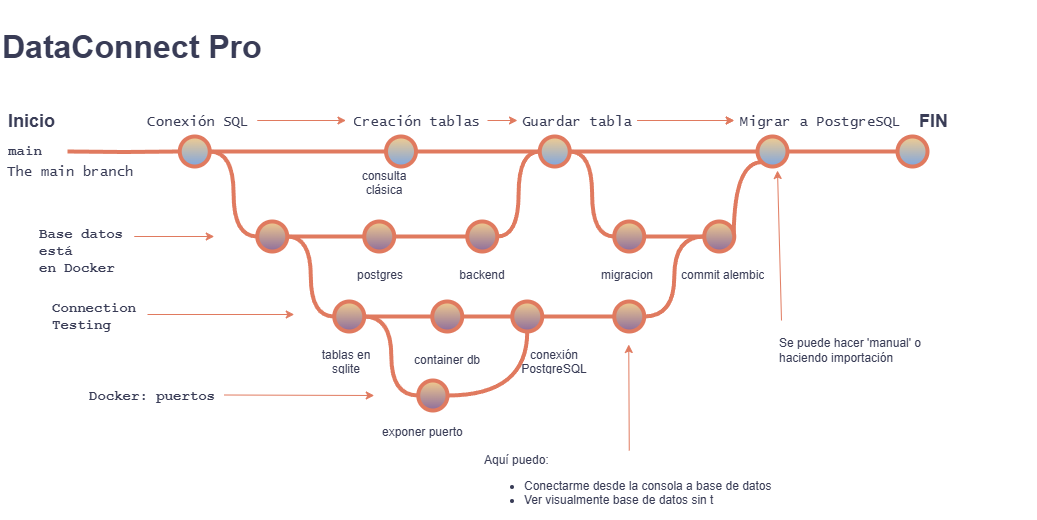 DataConnect Pro
Inicio
Conexión SQL
Creación tablas
Guardar tabla
Migrar a PostgreSQL
FIN
main
The main branch
consulta
clásica
Base datos
está
en Docker
postgres
backend
migracion
commit alembic
Connection
Testing
tablas en
sqlite
container db
conexión
PostgreSQL
Se puede hacer 'manual' o
haciendo importación
Docker: puertos
exponer puerto
Aquí puedo:
Conectarme desde la consola a base de datos
Ver visualmente base de datos sin t